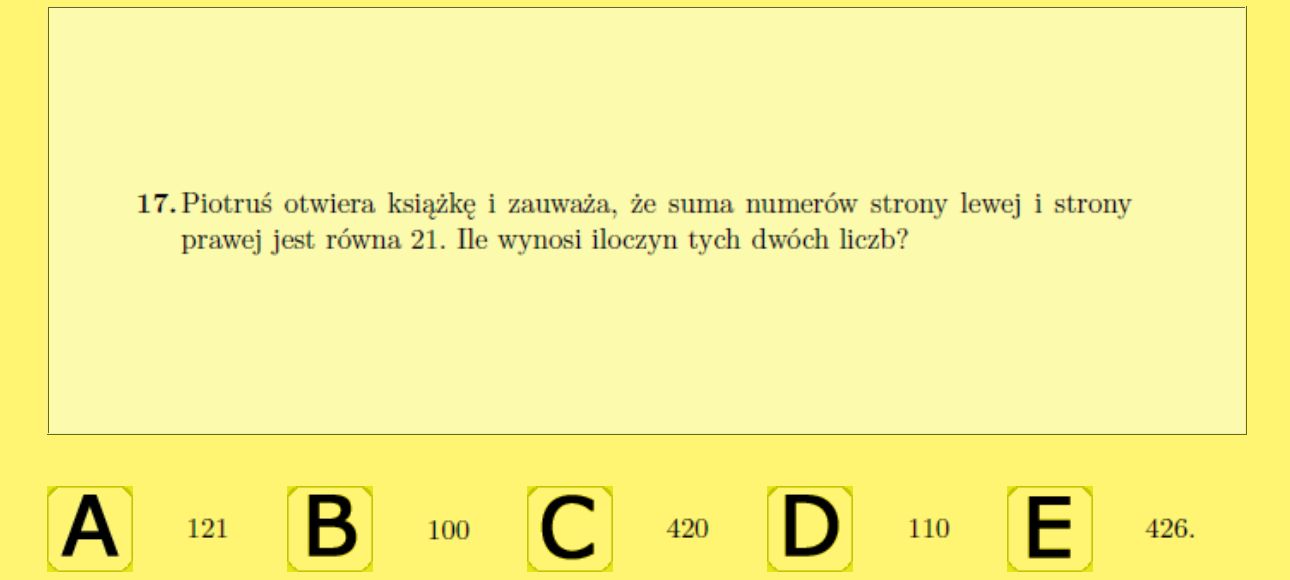 17. Piotruś otwiera książkę i zauważa, że suma numerów strony lewej i strony
prawej jest równa 21. Ile wynosi iloczyn tych dwóch liczb?
A 121 B 100 C 420 D 110 E 426.